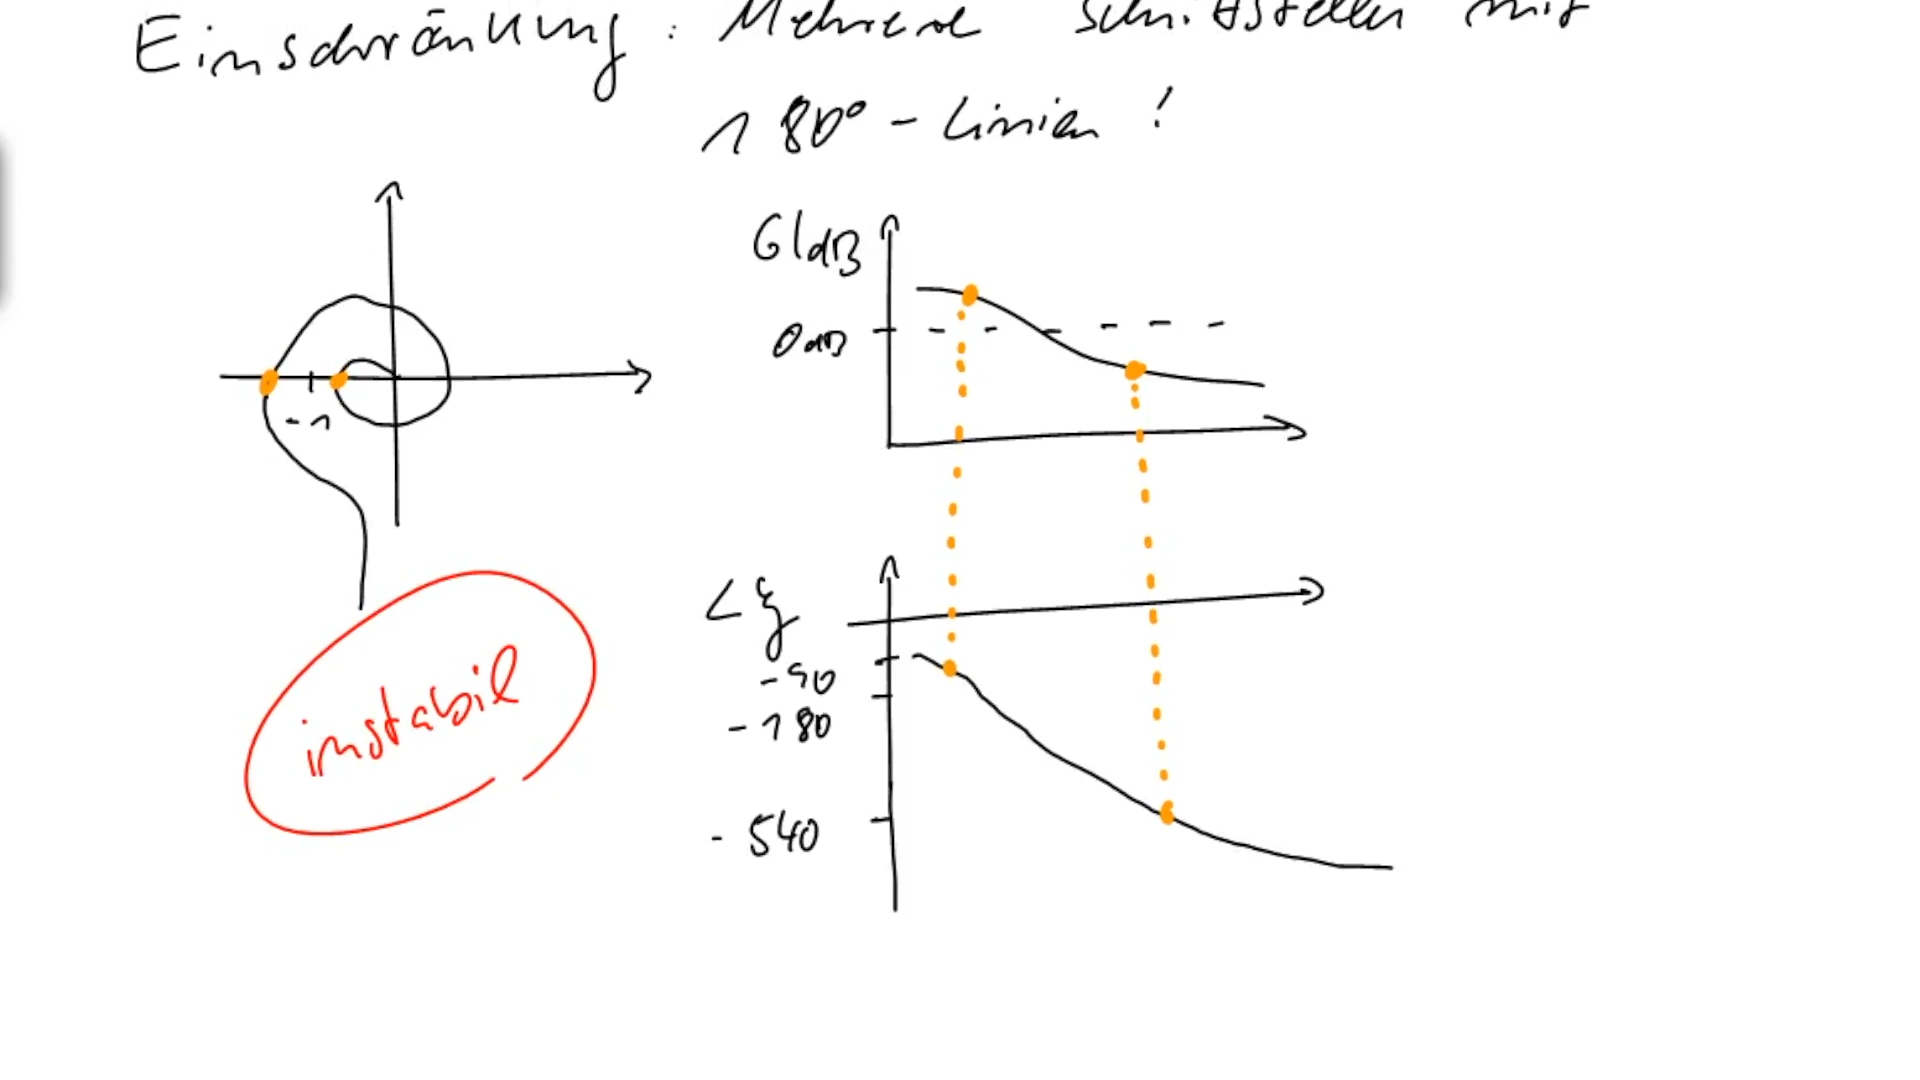 Einschränkung: Mehrere Schnittstellen mit
180° - Linien!
G|dB
0dB
-1
∠G
-90
-180
instabil
- 540